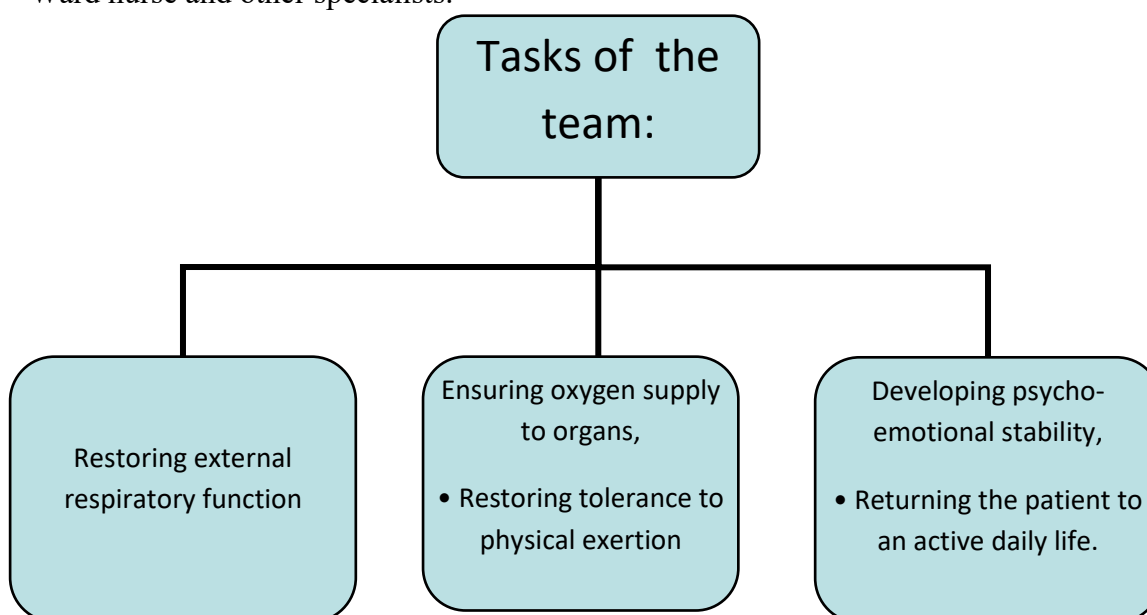 Ward nurse and other specialists.
Tasks of the
team:
Restoring external
respiratory function
Ensuring oxygen supply
to organs,
• Restoring tolerance to
physical exertion
Developing psycho-
emotional stability,
• Returning the patient to
an active daily life.